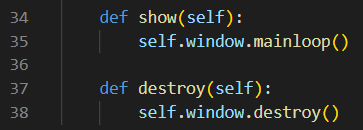 34 def show(self):
35 self.window.mainloop()
36
37 def destroy(self):
38 self.window.destroy()